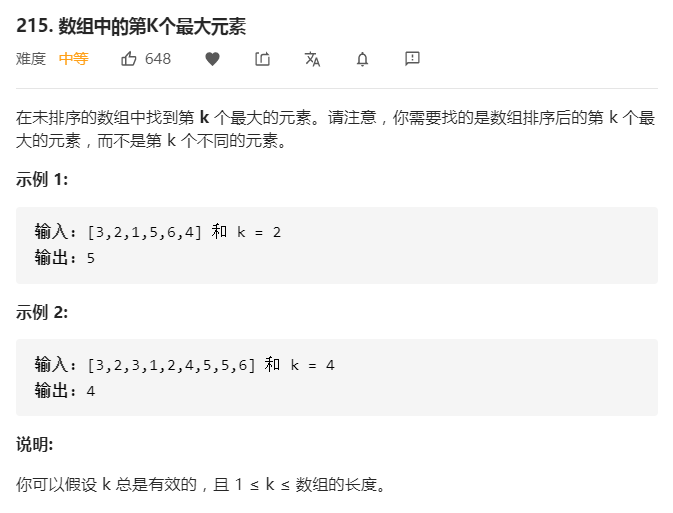 215. 数组中的第K个最大元素
难度 中等 648
在未排序的数组中找到第 k 个最大的元素。请注意，你需要找的是数组排序后的第 k 个最
大的元素，而不是第 k 个不同的元素。
示例 1:
输入: [3,2,1,5,6,4] 和 k = 2
输出: 5
示例 2:
输入: [3,2,3,1,2,4,5,5,6] 和 k = 4
输出: 4
说明:
你可以假设 k 总是有效的，且 1 ≤ k ≤ 数组的长度。